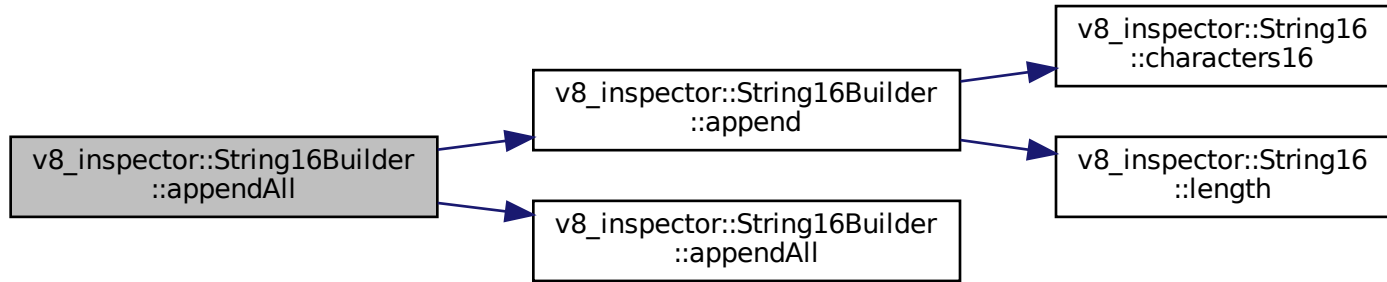 v8_inspector::String16Builder
::appendAll
v8_inspector::String16Builder
::append
v8_inspector::String16Builder
::appendAll
v8_inspector::String16
::characters16
v8_inspector::String16
::length